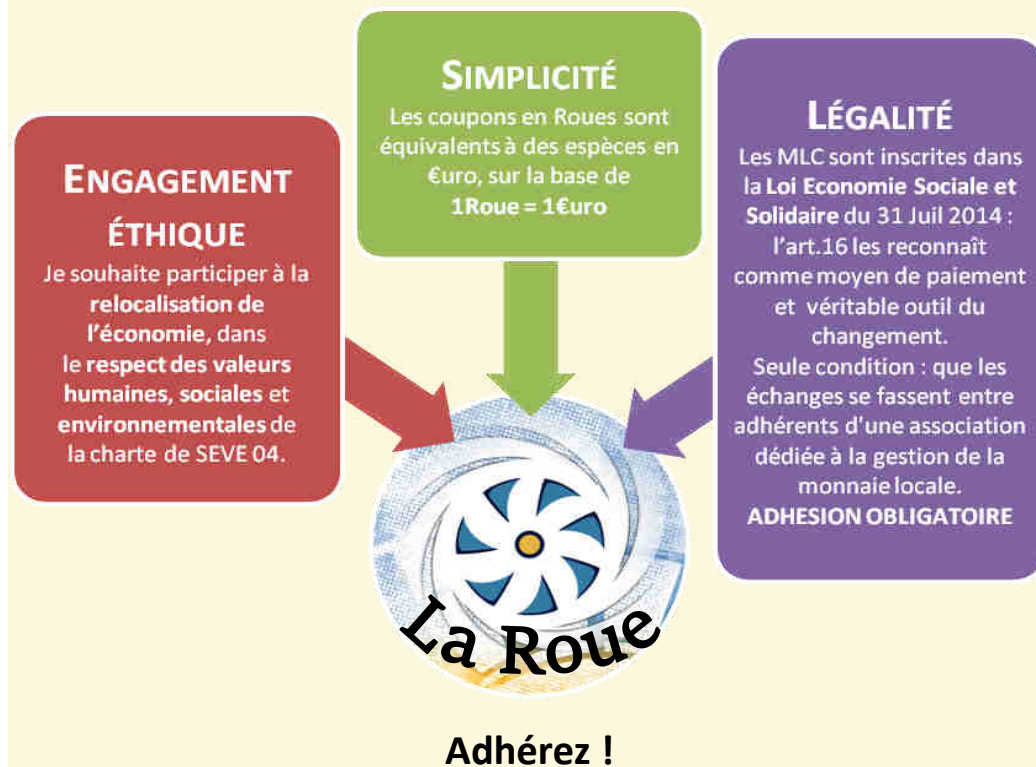 ENGAGEMENT
ÉTHIQUE
Je souhaite participer à la
relocalisation de
l'économie, dans
le respect des valeurs
humaines, sociales et
environnementales de
la charte de SEVE 04.
SIMPLICITÉ
Les coupons en Roues sont
équivalents à des espèces en
€uro, sur la base de
1Roue = 1€uro
LÉGALITÉ
Les MLC sont inscrites dans
la Loi Economie Sociale et
Solidaire du 31 Juil 2014 :
l'art.16 les reconnaît
comme moyen de paiement
et véritable outil du
changement.
Seule condition : que les
échanges se fassent entre
adhérents d'une association
dédiée à la gestion de la
monnaie locale.
ADHESION OBLIGATOIRE
La Roue
Adhérez !